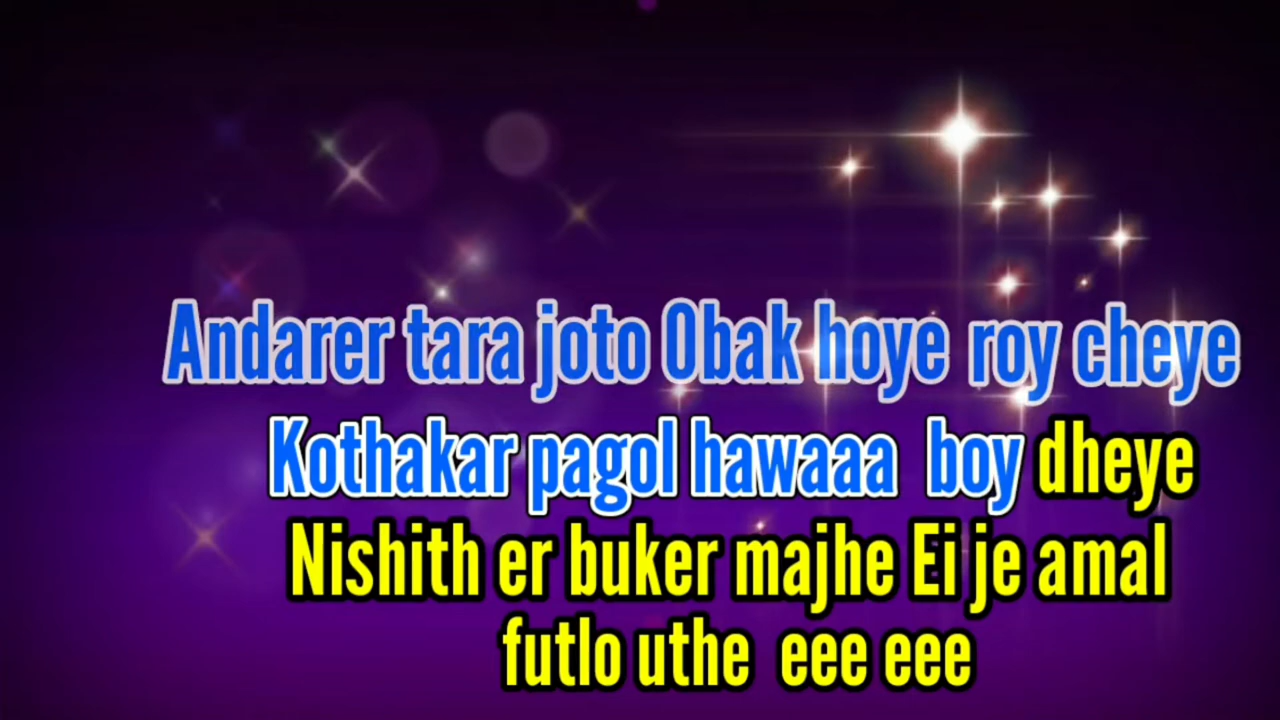 Andarer tara joto Obak hoye roy cheye
Kothakar pagol hawaaa boy dheye
Nishith er buker majhe Ei je amal
futlo uthe eee eee